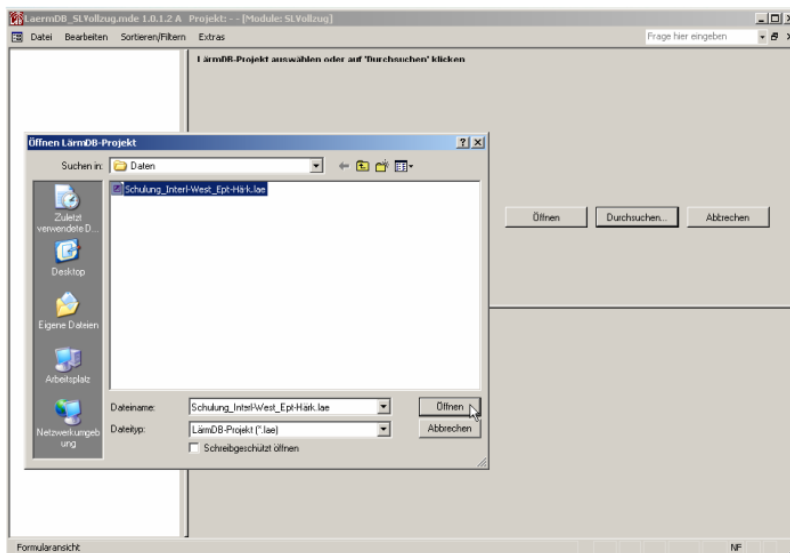 LaermDB_SLVollzug.mde 1.0.1.2 A Projekt: - - [Module: SLVollzug]
Datei Bearbeiten Sortieren/Filtern Extras Frage hier eingeben
LärmDB-Projekt auswählen oder auf 'Durchsuchen' klicken
Öffnen LärmDB-Projekt
Suchen in: Daten
Schulung_Interl-West_Ept-Härk.lae
Zuletzt
verwendete D...
Desktop
Eigene Dateien
Arbeitsplatz
Netzwerkumgeb
ung
Dateiname: Schulung_Interl-West_Ept-Härk.lae Öffnen
Dateityp: LärmDB-Projekt (*.lae) Abbrechen
Schreibgeschützt öffnen
Öffnen Durchsuchen... Abbrechen
Formularansicht NF